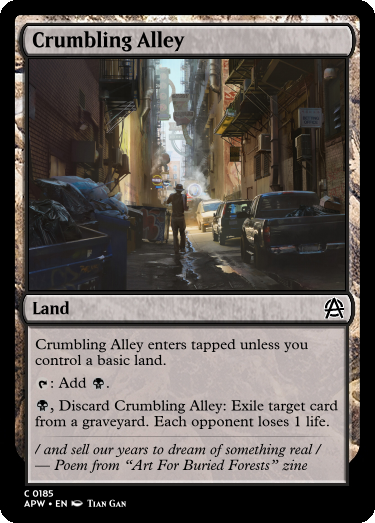 Crumbling Alley
Land
Crumbling Alley enters tapped unless you
control a basic land.
: Add .
, Discard Crumbling Alley: Exile target card
from a graveyard. Each opponent loses 1 life.
/ and sell our years to dream of something real /
— Poem from “Art For Buried Forests” zine
C 0185
APW • EN Tian Gan